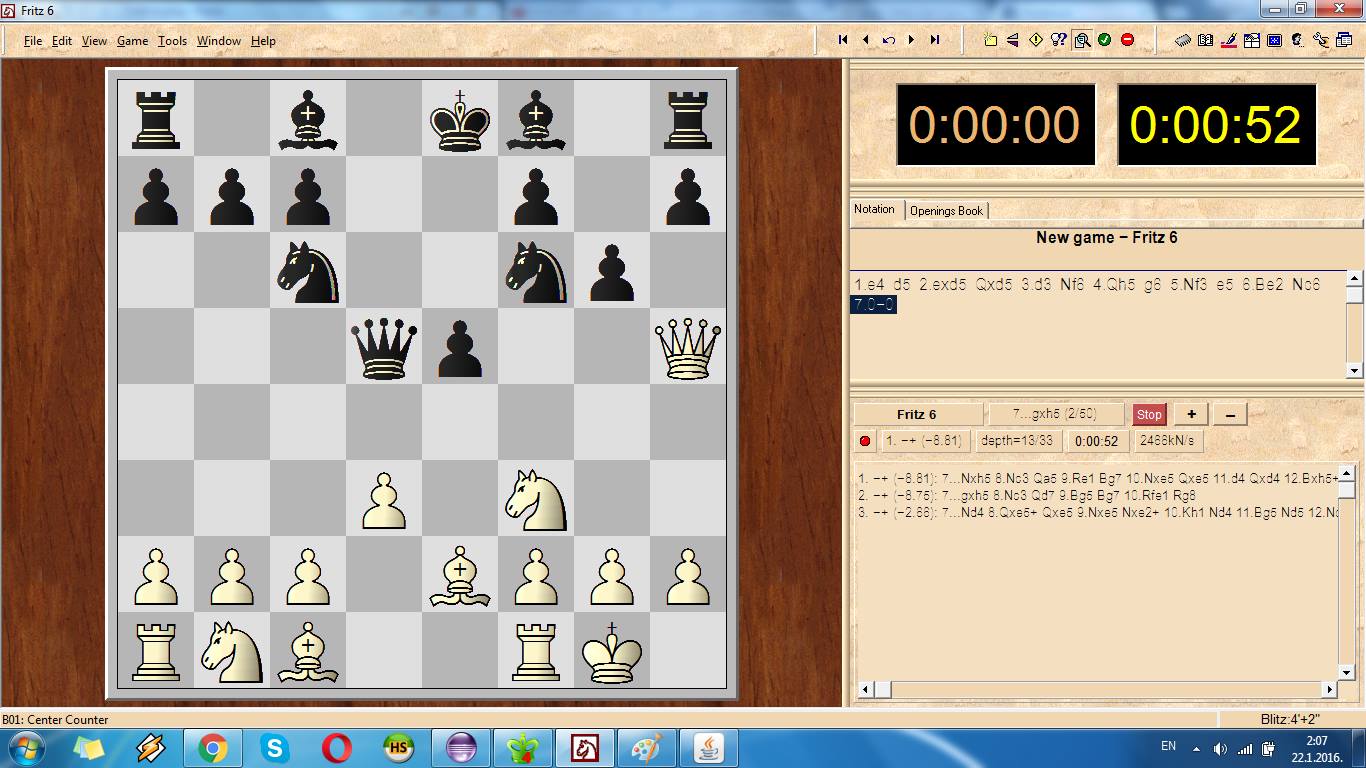 Fritz 6
File Edit View Game Tools Window Help
0:00:00 0:00:52
Notation Openings Book
New game − Fritz 6
1.e4 d5 2.exd5 Qxd5 3.d3 Nf6 4.Qh5 g6 5.Nf3 e5 6.Be2 Nc6
7.0−0
Fritz 6 7...gxh5 (2/50) Stop + −
1. −+ (−8.81) depth=13/33 0:00:52 2466kN/s
1. −+ (−8.81): 7...Nxh5 8.Nc3 Qa5 9.Re1 Bg7 10.Nxe5 Qxe5 11.d4 Qxd4 12.Bxh5+
2. −+ (−8.75): 7...gxh5 8.Nc3 Qd7 9.Bg5 Bg7 10.Rfe1 Rg8
3. −+ (−2.66): 7...Nd4 8.Qxe5+ Qxe5 9.Nxe5 Nxe2+ 10.Kh1 Nd4 11.Bg5 Nd5 12.Nc
B01: Center Counter Blitz:4'+2"
HS EN 2:07
22.1.2016.